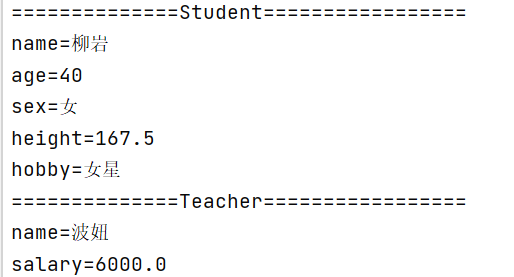 ==============Student=================
name=柳岩
age=40
sex=女
height=167.5
hobby=女星
==============Teacher=================
name=波妞
salary=6000.0